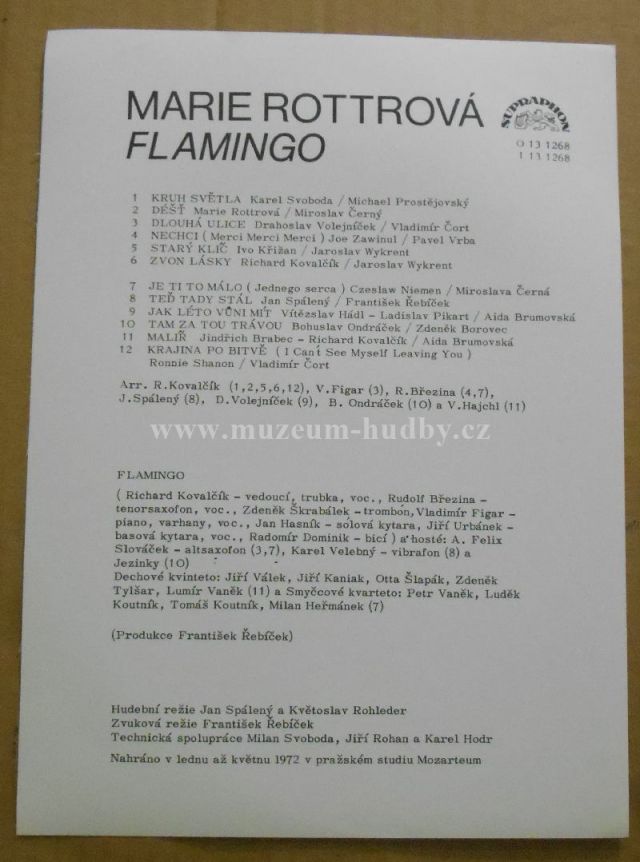 MARIE ROTTROVÁ
FLAMINGO
SUPRAPHON
O 13 1268
1 13 1268
1 KRUH SVĚTLA Karel Svoboda / Michael Prostějovský
2 DÉŠŤ Marie Rottrová / Miroslav Černý
3 DLOUHÁ ULICE Drahoslav Volejníček / Vladimír Čort
4 NECHCI ( Merci Merci Merci ) Joe Zawinul / Pavel Vrba
5 STARÝ KLÍČ Ivo Křižan / Jaroslav Wykrent
6 ZVON LÁSKY Richard Kovalčík / Jaroslav Wykrent
7 JE TI TO MÁLO ( Jednego serca ) Czeslaw Niemen / Miroslava Černá
8 TEĎ TADY STÁL Jan Spálený / František Řebíček
9 JAK LÉTO VŮNI MÍT Vítězslav Hádl - Ladislav Pikart / Aida Brumovská
10 TAM ZA TOU TRÁVOU Bohuslav Ondráček / Zdeněk Borovec
11 MALÍŘ Jindřich Brabec - Richard Kovalčík / Aida Brumovská
12 KRAJINA PO BITVĚ ( I Can't See Myself Leaving You )
Ronnie Shanon / Vladimír Čort
Arr. R.Kovalčík (1,2,5,6,12), V.Figar (3), R.Březina (4,7),
J.Spálený (8), D.Volejníček (9), B. Ondráček (10) a V.Hajchl (11)
www.muzeum-hudby.cz
FLAMINGO
( Richard Kovalčík - vedoucí, trubka, voc., Rudolf Březina -
tenorsaxofon, voc., Zdeněk Škrabálek - trombon, Vladimír Figar -
piano, varhany, voc., Jan Hasník - sólová kytara, Jiří Urbánek -
basová kytara, voc., Radomír Dominik - bicí ) a hosté: A. Felix
Slováček - altsaxofon (3,7), Karel Velebný - vibrafon (8) a
Jezinky (10)
Dechové kvinteto: Jiří Válek, Jiří Kaniak, Otta Šlapák, Zdeněk
Tylšar, Lumír Vaněk (11) a Smyčcové kvarteto: Petr Vaněk, Luděk
Koutník, Tomáš Koutník, Milan Heřmánek (7)
(Produkce František Řebíček)
Hudební režie Jan Spálený a Květoslav Rohleder
Zvuková režie František Řebíček
Technická spolupráce Milan Svoboda, Jiří Rohan a Karel Hodr
Nahráno v lednu až květnu 1972 v pražském studiu Mozarteum